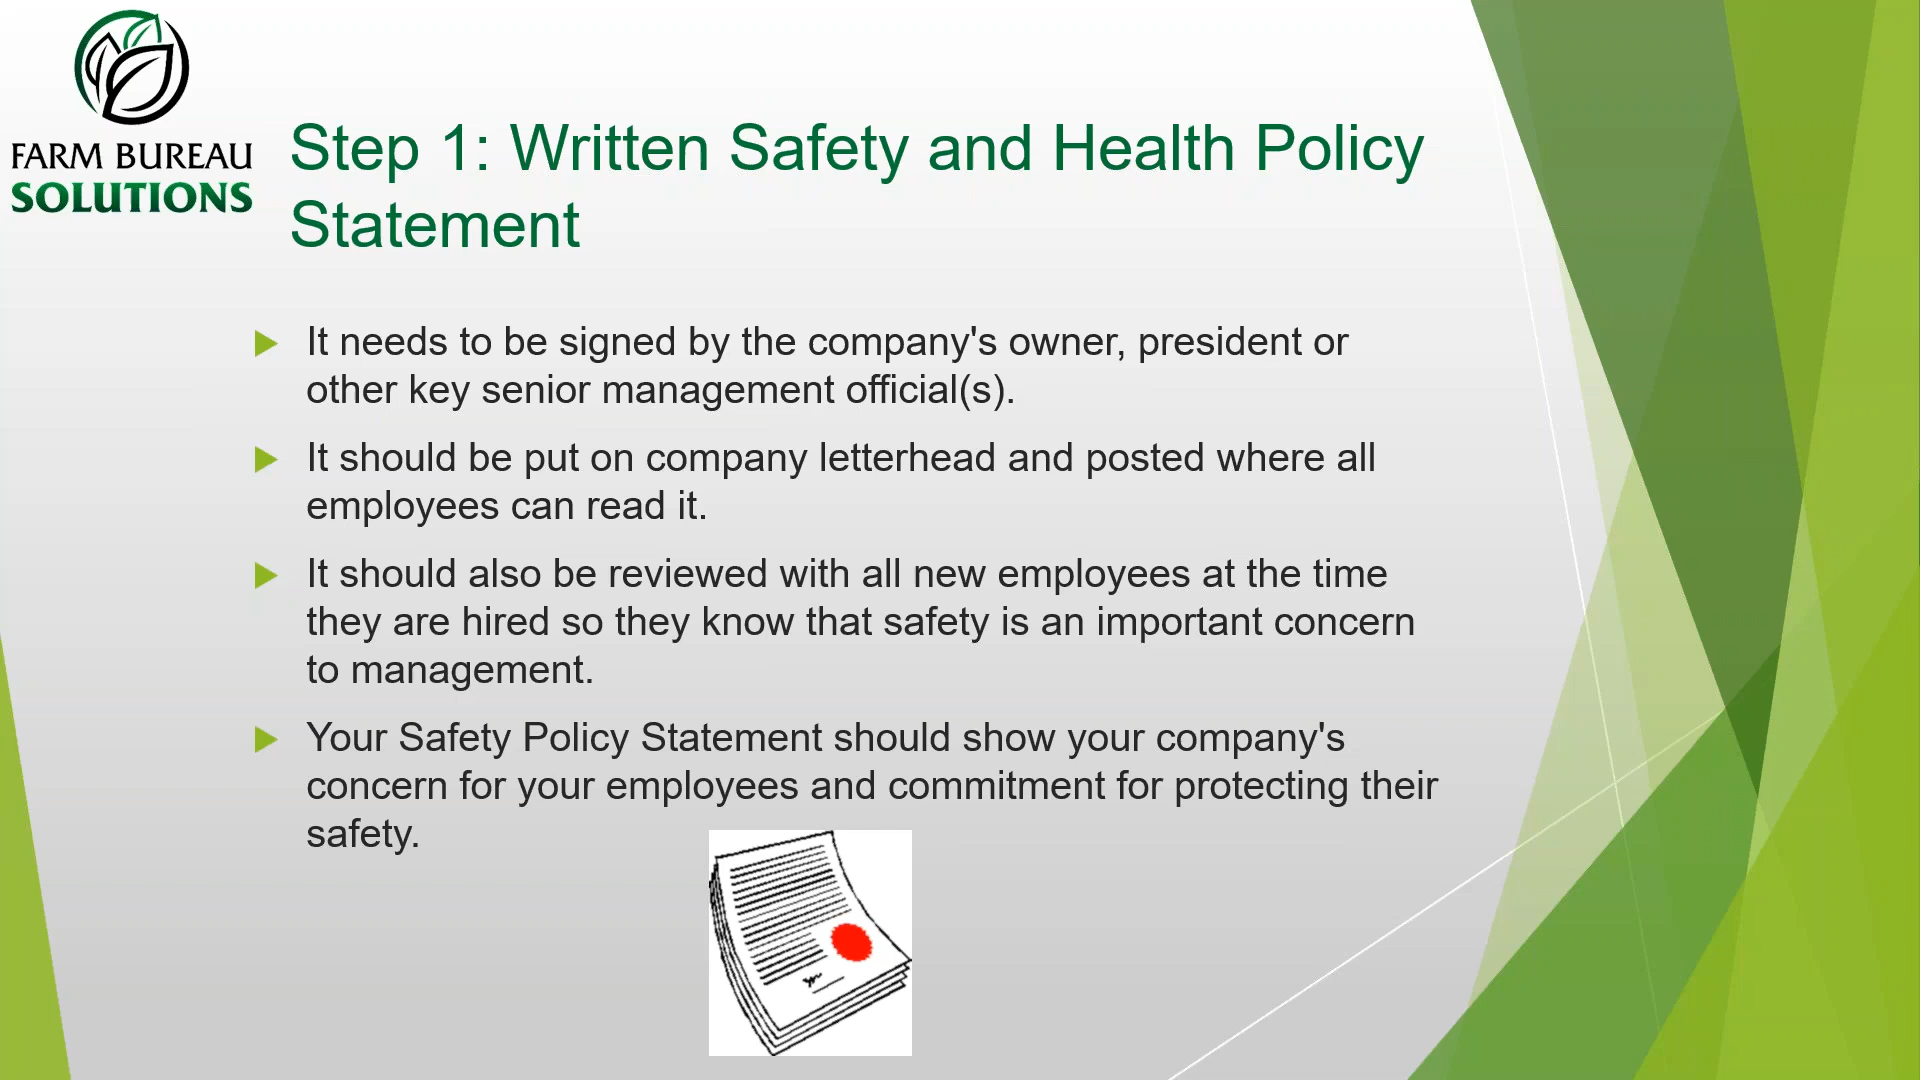 FARM BUREAU
SOLUTIONS
Step 1: Written Safety and Health Policy
Statement
It needs to be signed by the company's owner, president or
other key senior management official(s).
It should be put on company letterhead and posted where all
employees can read it.
It should also be reviewed with all new employees at the time
they are hired so they know that safety is an important concern
to management.
Your Safety Policy Statement should show your company's
concern for your employees and commitment for protecting their
safety.